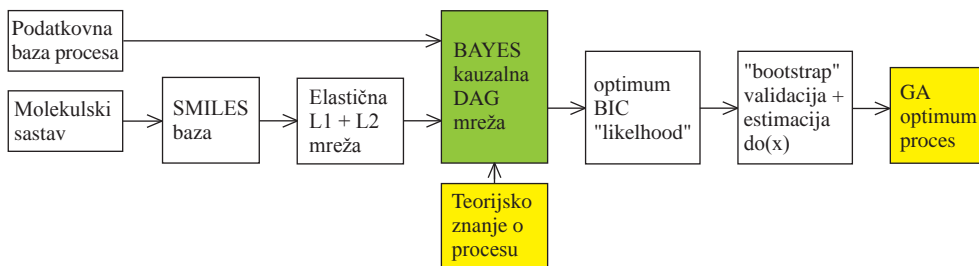 Podatkovna
baza procesa
Molekulski
sastav
SMILES
baza
Elastična
L1 + L2
mreža
BAYES
kauzalna
DAG
mreža
Teorijsko
znanje o
procesu
optimum
BIC
"likelhood"
"bootstrap"
validacija +
estimacija
do(x)
GA
optimum
proces